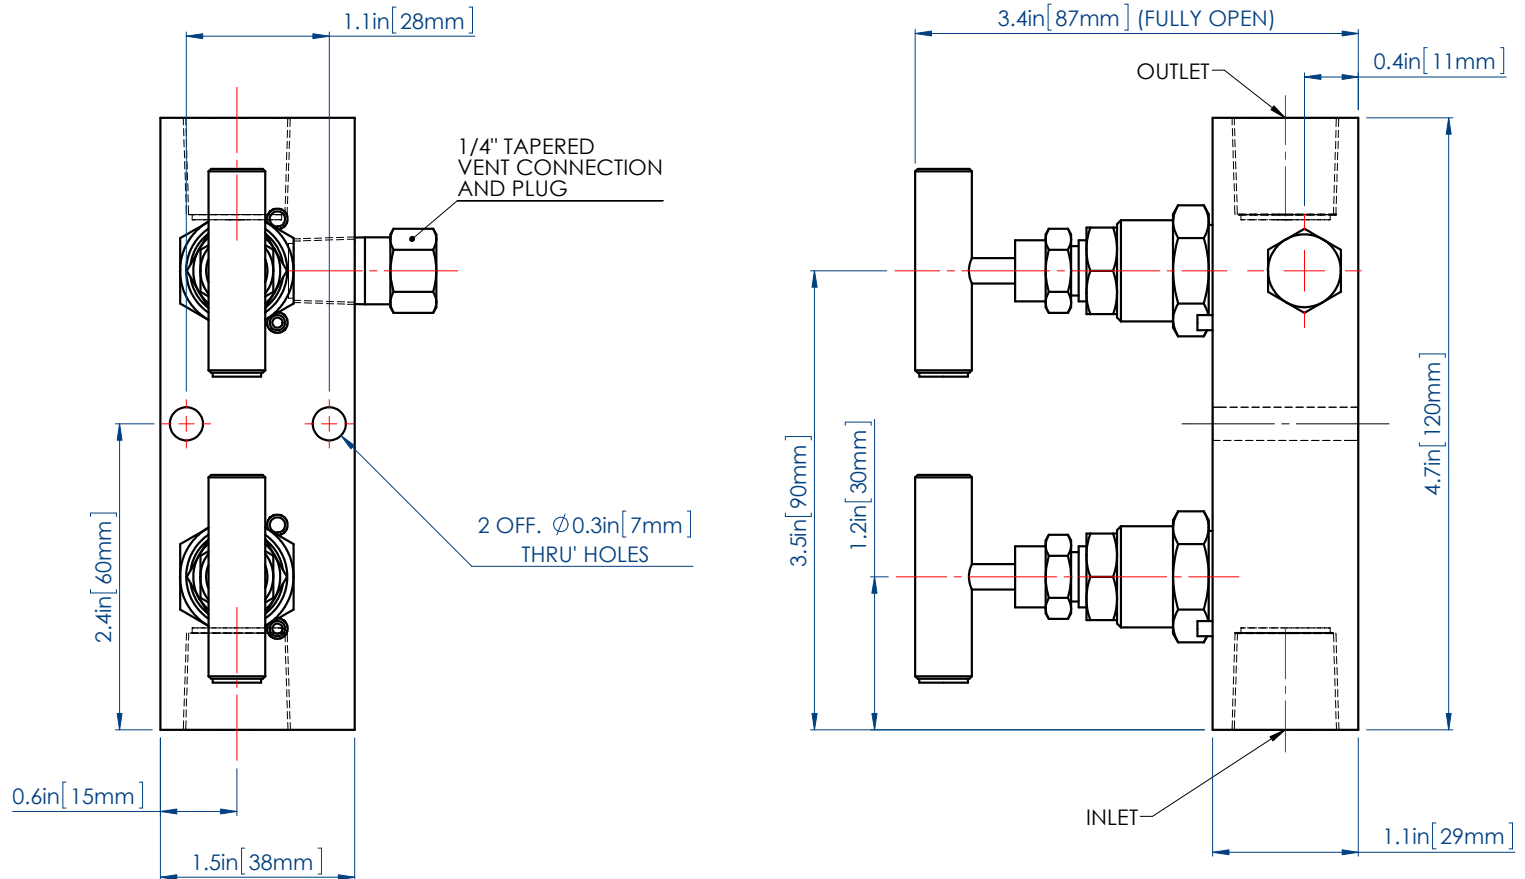 1.1in[28mm]
3.4in[87mm] (FULLY OPEN)
OUTLET
0.4in[11mm]
1/4" TAPERED
VENT CONNECTION
AND PLUG
2 OFF. ∅0.3in[7mm]
THRU' HOLES
2.4in[60mm]
3.5in[90mm]
1.2in[30mm]
4.7in[120mm]
0.6in[15mm]
1.5in[38mm]
INLET
1.1in[29mm]